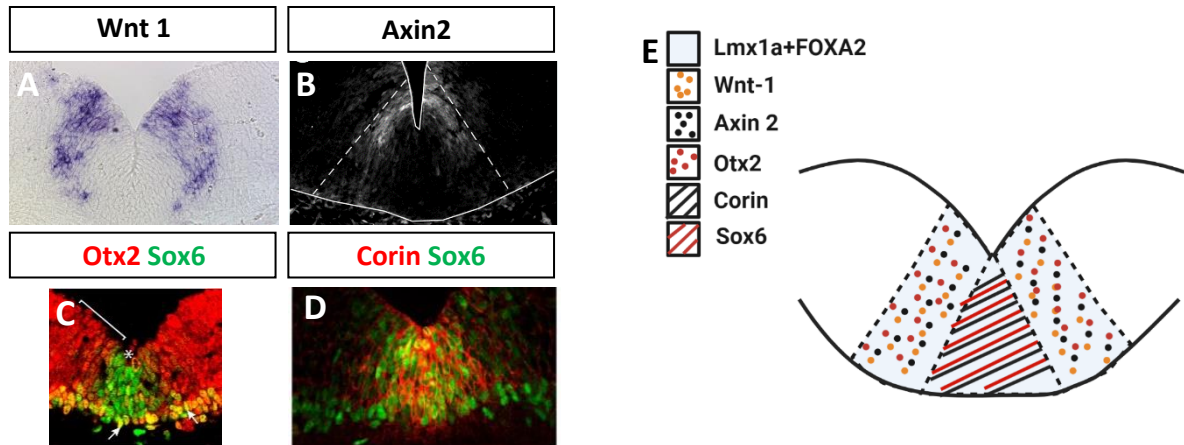 Wnt 1
Axin2
A
B
Otx2 Sox6
Corin Sox6
C
*
D
E
Lmx1a+FOXA2
Wnt-1
Axin 2
Otx2
Corin
Sox6